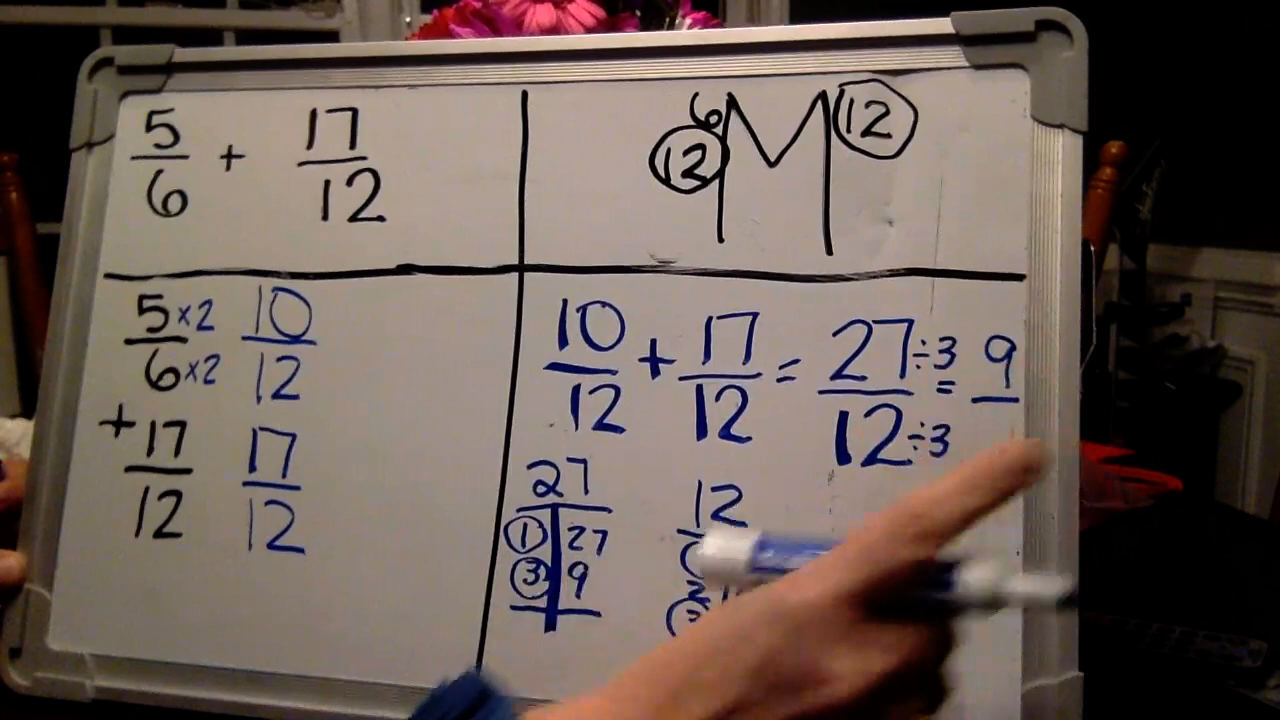 5/6 + 17/12
6 M 12
12
5 ×2 / 6 ×2 10/12
+ 17/12 17/12
10/12 + 17/12 = 27 ÷3 / 12 ÷3 = 9
27
1 27
3 9
12